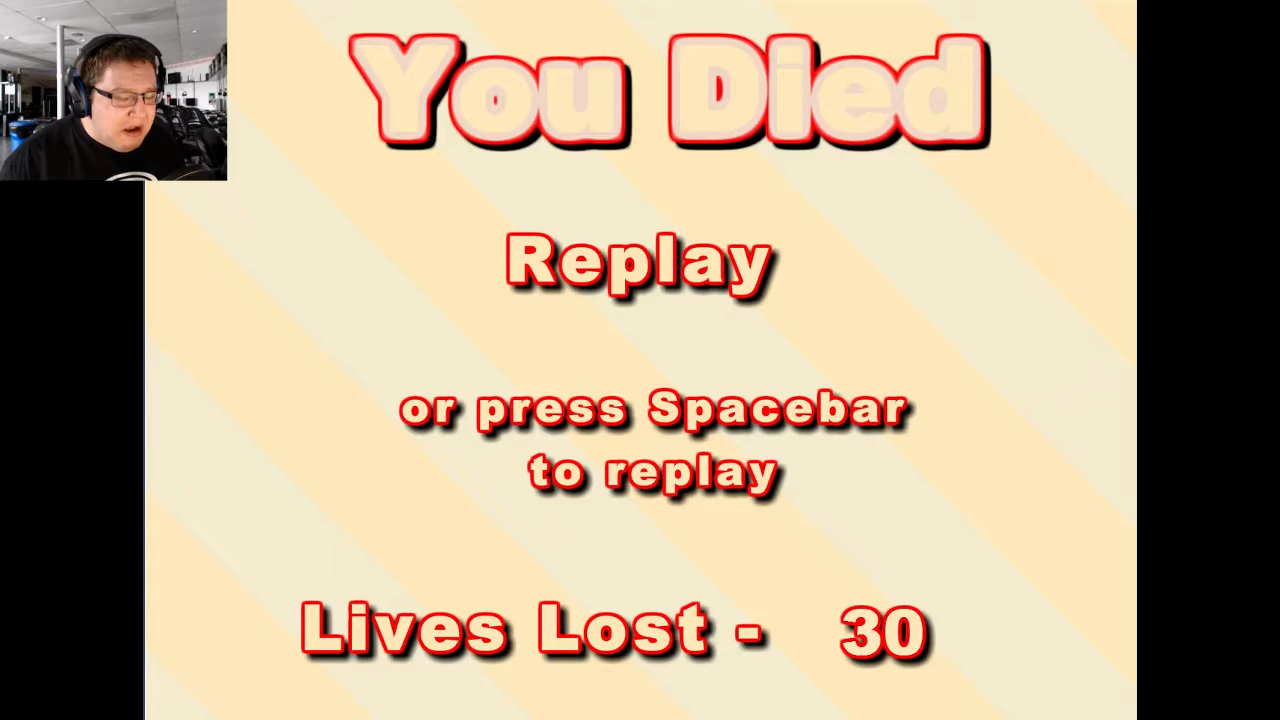 You Died
Replay
or press Spacebar
to replay
Lives Lost - 30